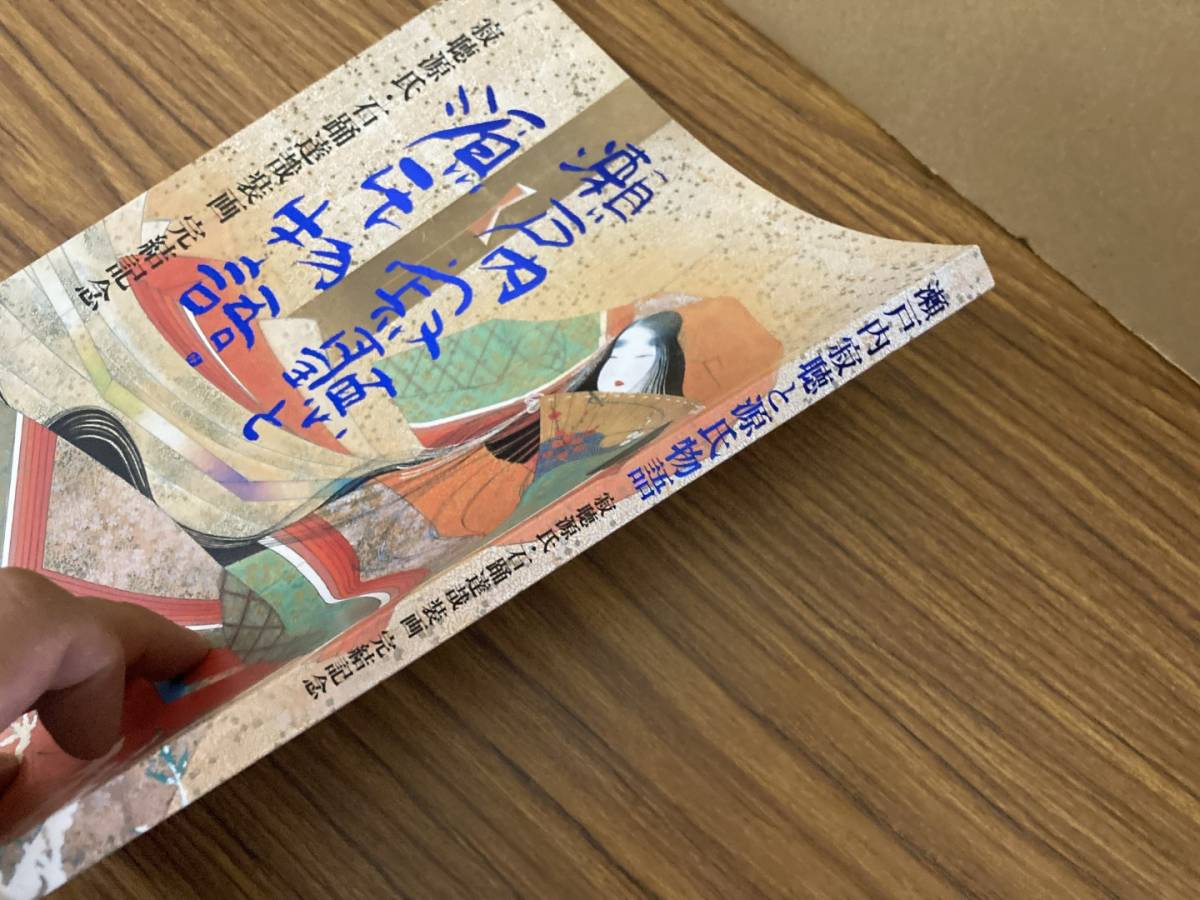 瀬戸内
寂聴と
源氏物語
寂聴源氏・石踊達哉装画 完結記念
瀬戸内寂聴と源氏物語
寂聴源氏・石踊達哉装画 完結記念